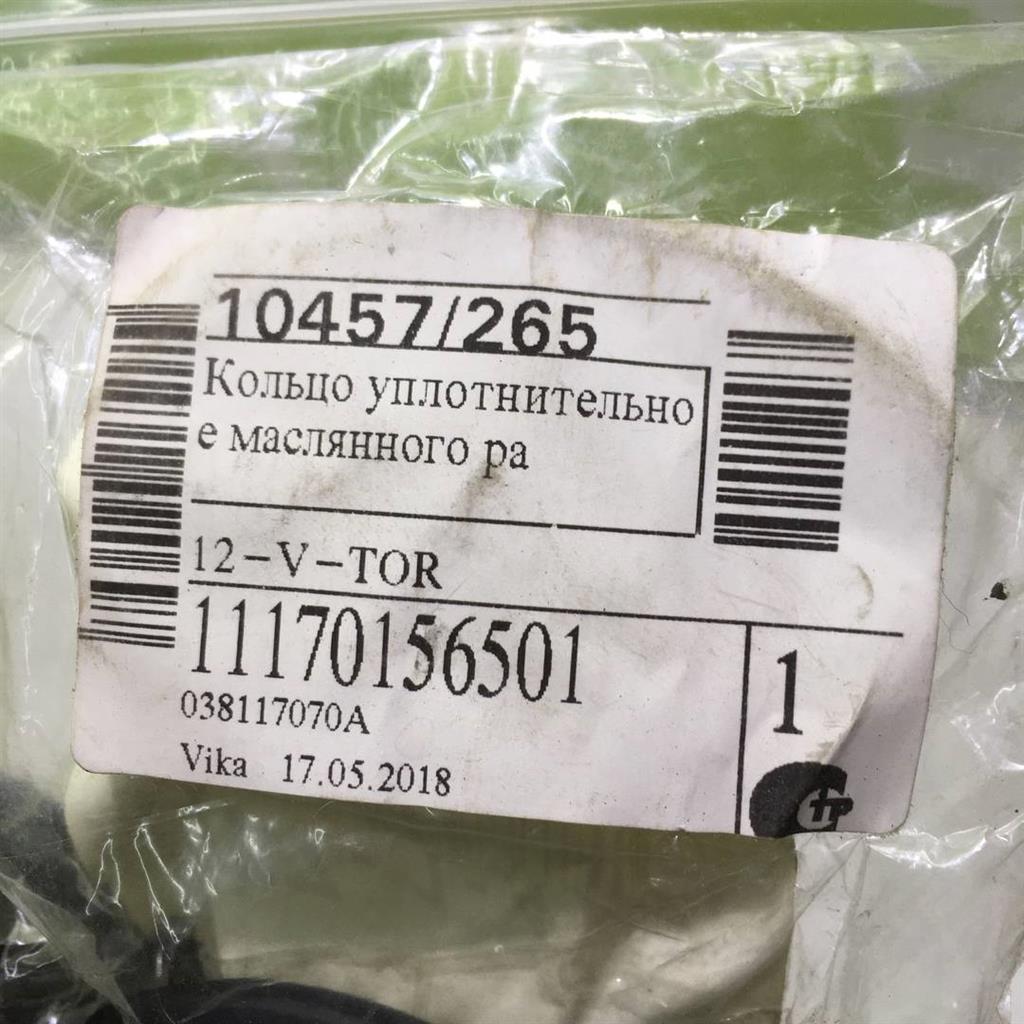 10457/265
Кольцо уплотнительно
е маслянного ра
12-V-TOR
11170156501
1
038117070A
Vika 17.05.2018